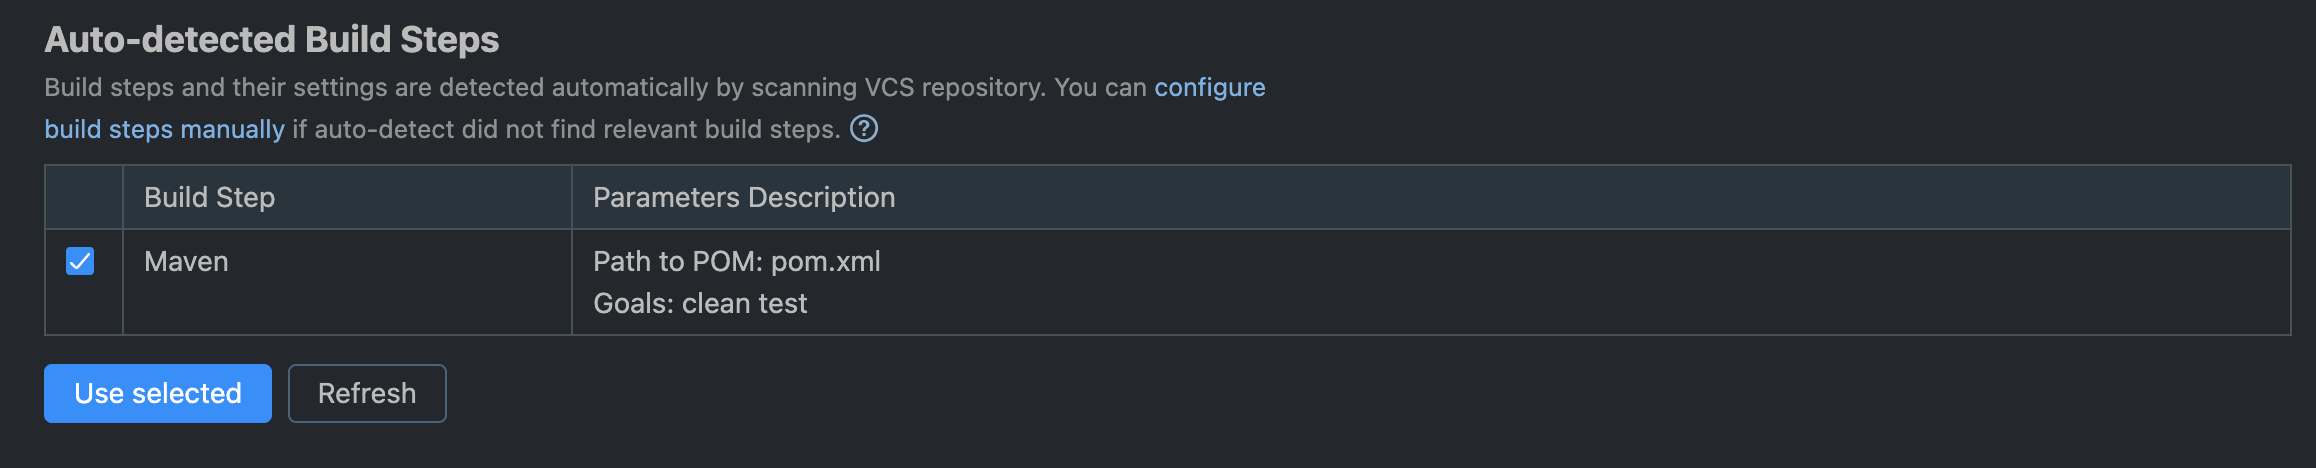 Auto-detected Build Steps
Build steps and their settings are detected automatically by scanning VCS repository. You can configure
build steps manually if auto-detect did not find relevant build steps. ?
Build Step Parameters Description
Maven Path to POM: pom.xml
Goals: clean test
Use selected Refresh